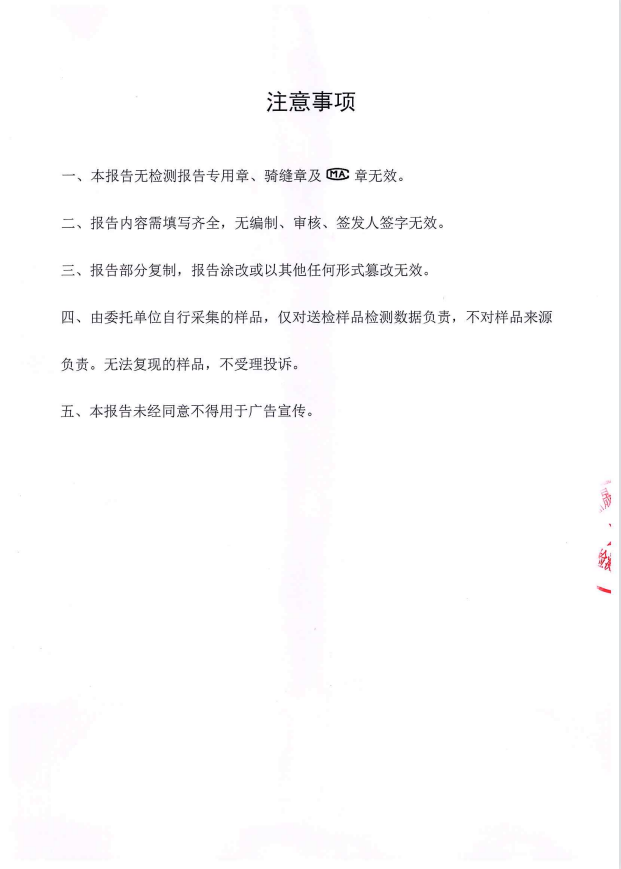 注意事项
一、本报告无检测报告专用章、骑缝章及 MA 章无效。
二、报告内容需填写齐全，无编制、审核、签发人签字无效。
三、报告部分复制，报告涂改或以其他任何形式篡改无效。
四、由委托单位自行采集的样品，仅对送检样品检测数据负责，不对样品来源
负责。无法复现的样品，不受理投诉。
五、本报告未经同意不得用于广告宣传。